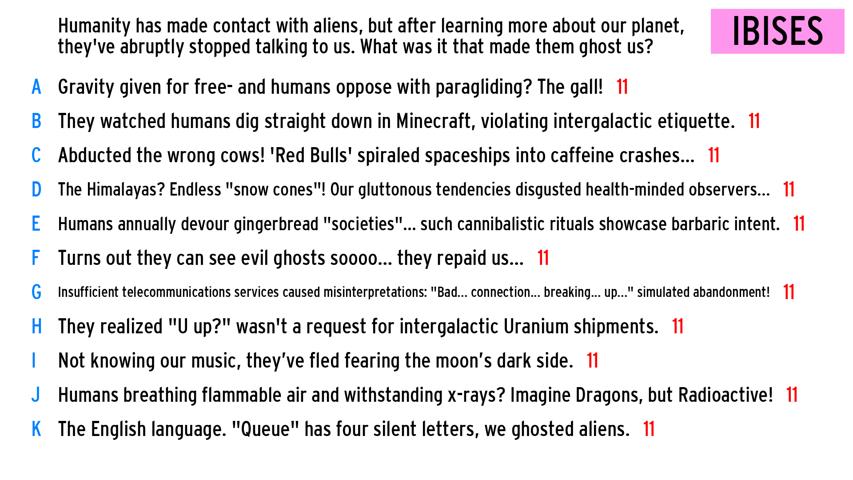 Humanity has made contact with aliens, but after learning more about our planet,
they've abruptly stopped talking to us. What was it that made them ghost us?
IBISES
A Gravity given for free- and humans oppose with paragliding? The gall! 11
B They watched humans dig straight down in Minecraft, violating intergalactic etiquette. 11
C Abducted the wrong cows! 'Red Bulls' spiraled spaceships into caffeine crashes... 11
D The Himalayas? Endless "snow cones"! Our gluttonous tendencies disgusted health-minded observers... 11
E Humans annually devour gingerbread "societies"... such cannibalistic rituals showcase barbaric intent. 11
F Turns out they can see evil ghosts soooo... they repaid us... 11
G Insufficient telecommunications services caused misinterpretations: "Bad... connection... breaking... up..." simulated abandonment! 11
H They realized "U up?" wasn't a request for intergalactic Uranium shipments. 11
I Not knowing our music, they’ve fled fearing the moon’s dark side. 11
J Humans breathing flammable air and withstanding x-rays? Imagine Dragons, but Radioactive! 11
K The English language. "Queue" has four silent letters, we ghosted aliens. 11